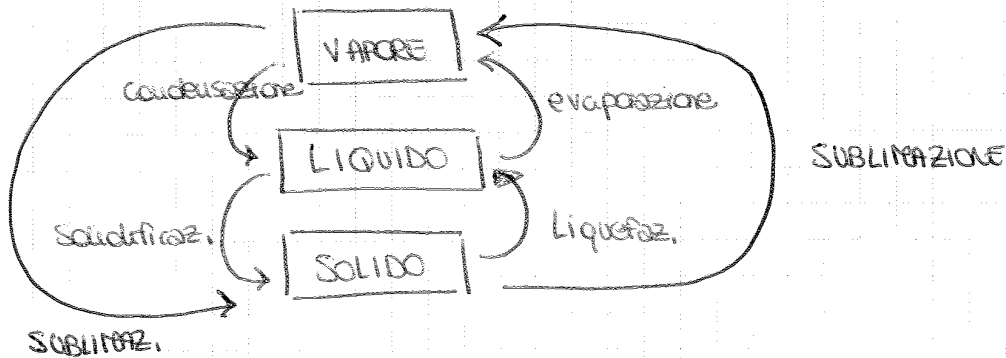 VAPORE
condensazione
evaporazione
LIQUIDO
SUBLIMAZIONE
solidificaz.
Liquefaz.
SOLIDO
SUBLIMAZ.